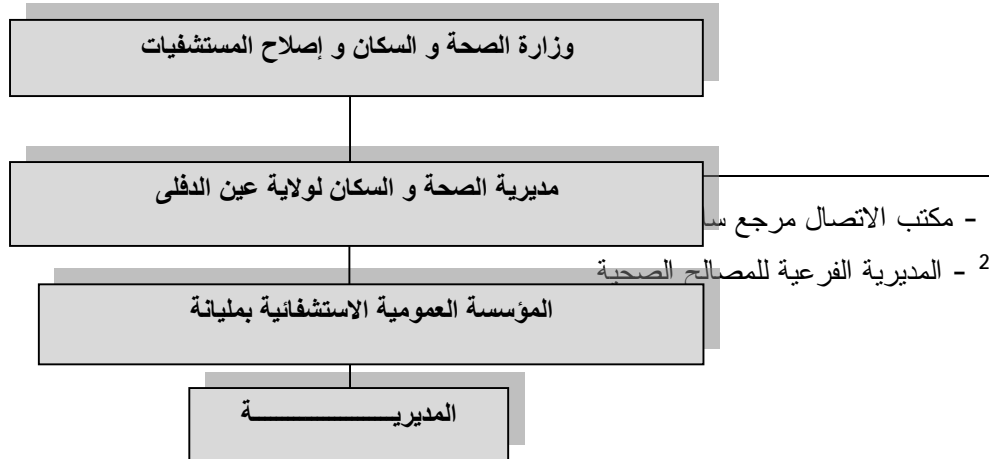 وزارة الصحة و السكان و إصلاح المستشفيات
مديرية الصحة و السكان لولاية عين الدفلى
- مكتب الاتصال مرجع
2 - المديرية الفرعية للمصالح الصحية
المؤسسة العمومية الاستشفائية بمليانة
المديريـــــــــــــــــــــة